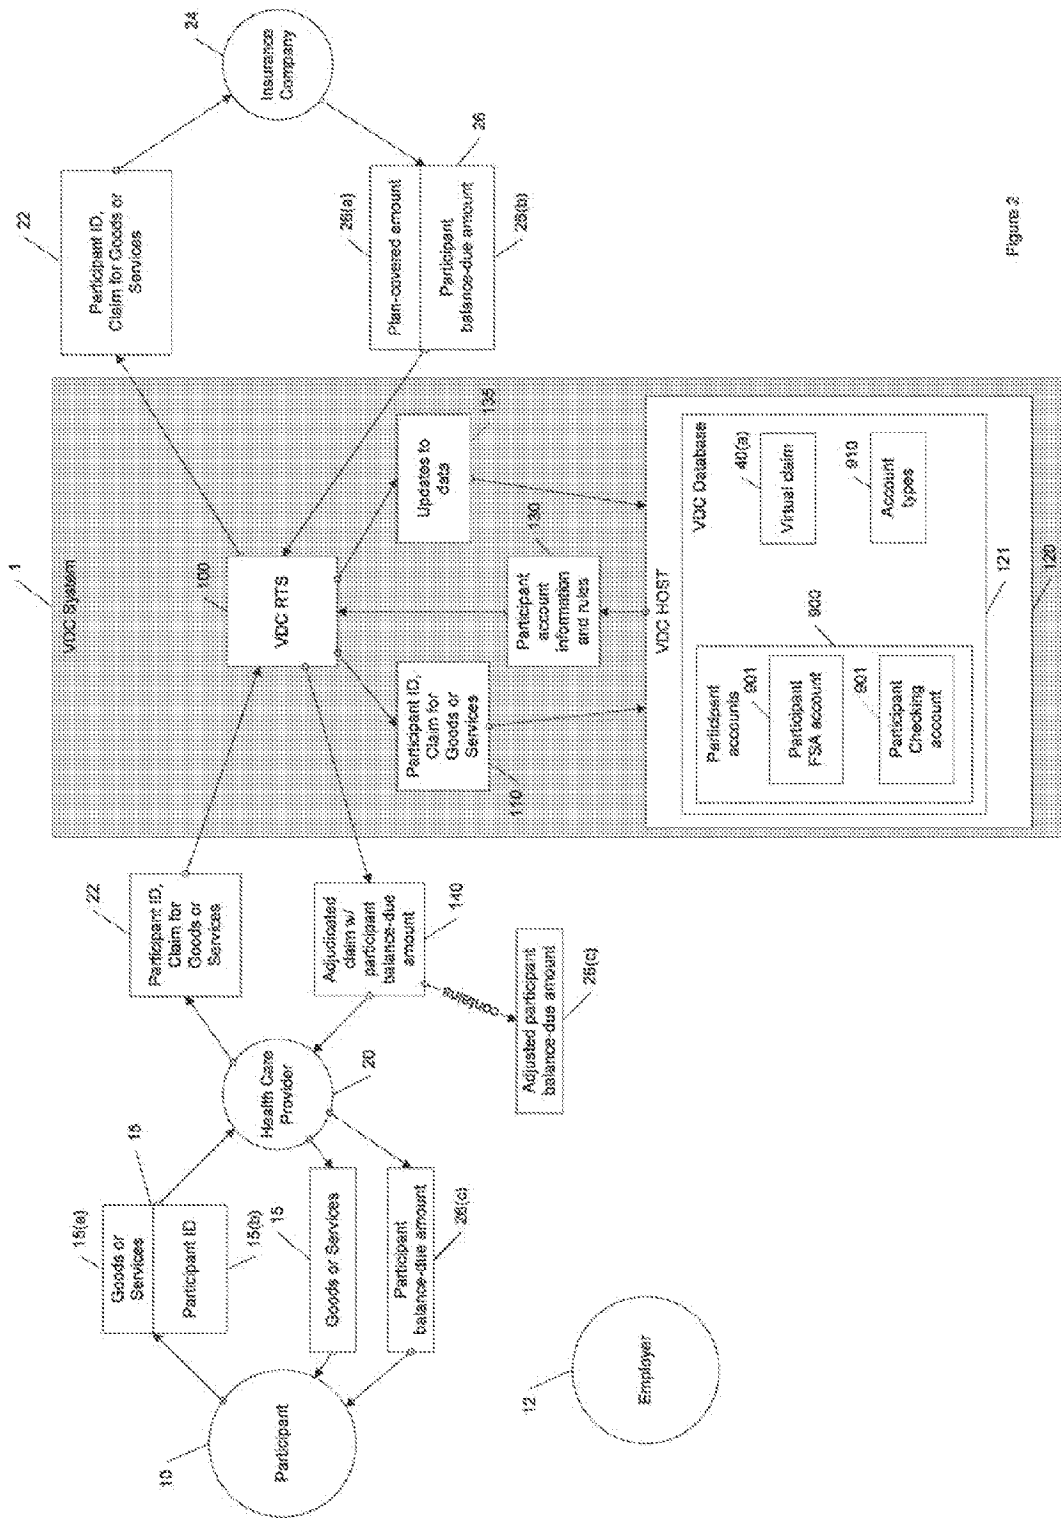 1
VDC System
10
Participant
15(a)
15
Goods or
Services
Participant ID
15(b)
15
Goods or Services
Participant
balance-due amount
26(c)
Health Care
Provider
20
22
Participant ID,
Claim for
Goods or
Services
Adjudinated
claim w/
participant
balance-due
amount
140
contains
Adjusted participant
balance-due amount
26(c)
12
Employer
100
VDC RTS
Participant ID,
Claim for
Goods or
Services
110
Participant
account
information
and rules
130
Updates to
data
135
VDC HOST
VDC Database
Participant
accounts
900
901
Participant
FSA account
901
Participant
Checking
account
40(a)
Virtual claim
910
Account
types
121
120
22
Participant ID,
Claim for Goods or
Services
24
Insurance
Company
26(a)
Plan-covered amount
26
Participant
balance-due amount
26(b)
Figure 2